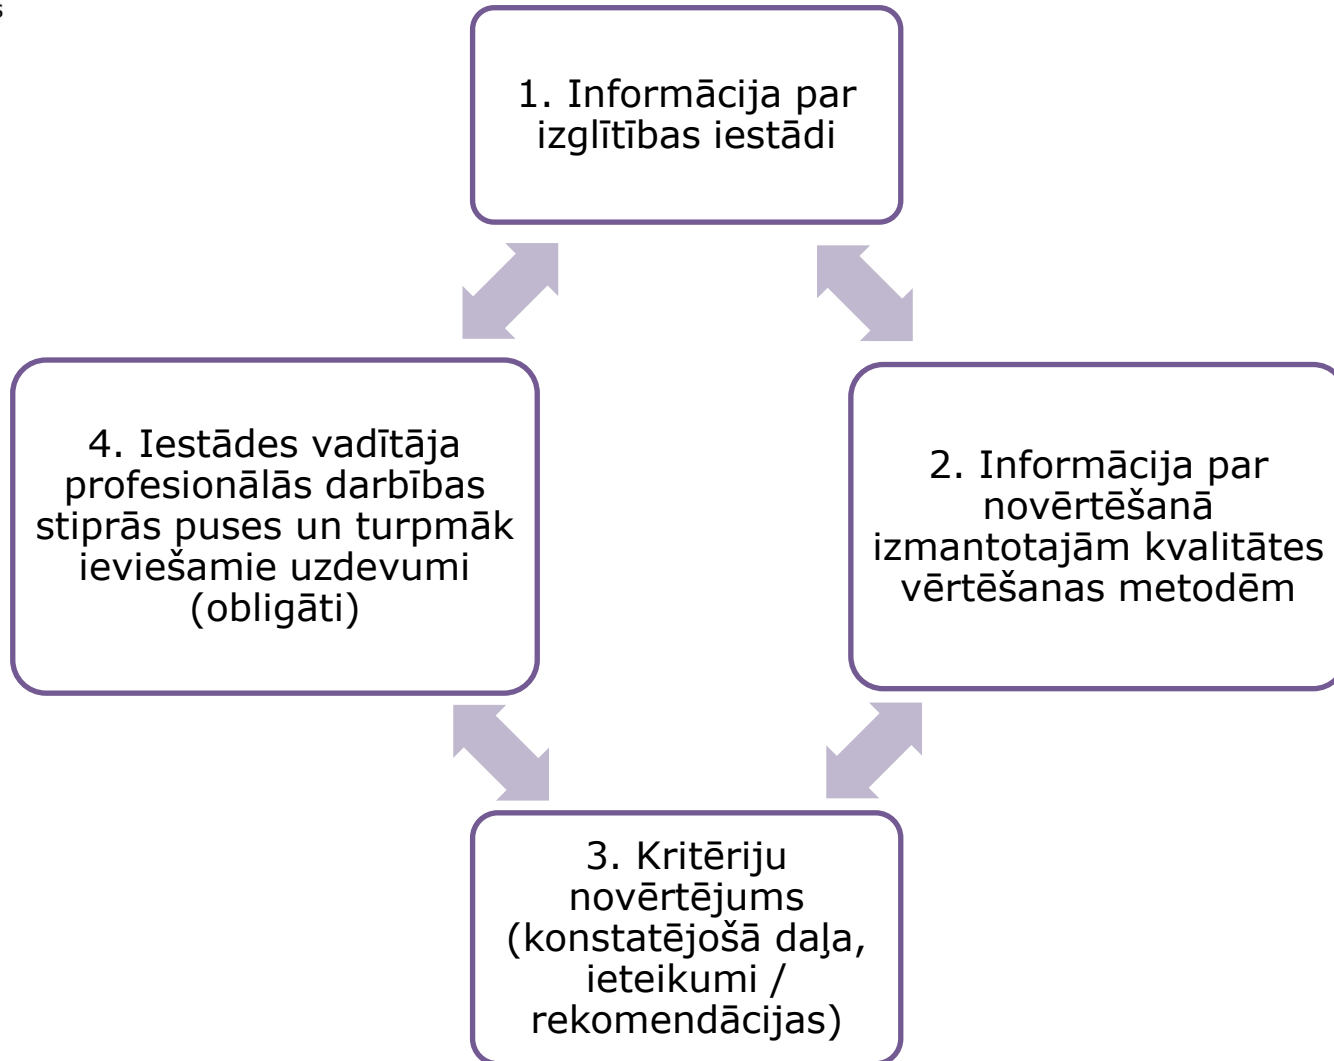 s
1. Informācija par
izglītības iestādi
4. Iestādes vadītāja
profesionālās darbības
stiprās puses un turpmāk
ieviešamie uzdevumi
(obligāti)
2. Informācija par
novērtēšanā
izmantotajām kvalitātes
vērtēšanas metodēm
3. Kritēriju
novērtējums
(konstatējošā daļa,
ieteikumi /
rekomendācijas)